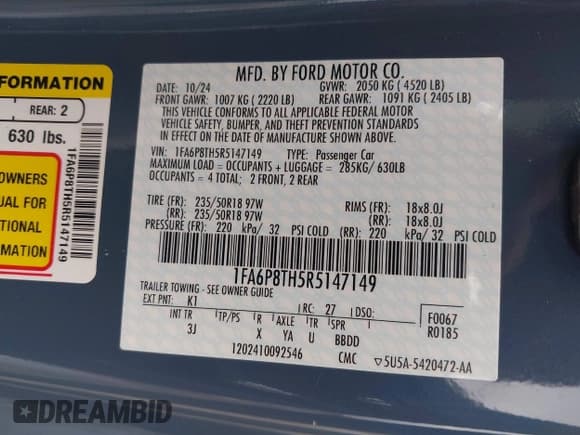 FORMATION
REAR: 2
630 lbs.
OWNERS
UAL FOR
TIONAL
MATION
1FA6P8TH5R5147149
MFD. BY FORD MOTOR CO.
DATE: 10/24 GVWR: 2050 KG ( 4520 LB)
FRONT GAWR: 1007 KG ( 2220 LB) REAR GAWR: 1091 KG ( 2405 LB)
THIS VEHICLE CONFORMS TO ALL APPLICABLE FEDERAL MOTOR
VEHICLE SAFETY, BUMPER, AND THEFT PREVENTION STANDARDS
IN EFFECT ON THE DATE OF MANUFACTURE SHOWN ABOVE.
VIN: 1FA6P8TH5R5147149 TYPE: Passenger Car
MAXIMUM LOAD = OCCUPANTS + LUGGAGE = 285KG/ 630LB
OCCUPANTS = 4 TOTAL; 2 FRONT, 2 REAR
TIRE (FR): 235/50R18 97W RIMS (FR): 18x8.0J
(RR): 235/50R18 97W (RR): 18x8.0J
PRESSURE (FR): 220 kPa/ 32 PSI COLD (RR): 220 kPa/ 32 PSI COLD
1FA6P8TH5R5147149
TRAILER TOWING - SEE OWNER GUIDE
EXT PNT: K1 RC: 27 DSO: F0067
INT TR TP/PS R AXLE TR SPR R0185
3J X YA U BBDD
1202410092546 CMC 5U5A-5420472-AA
DREAMBID